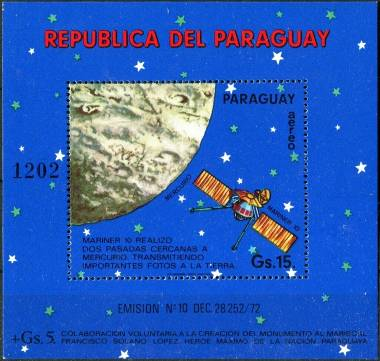 REPUBLICA DEL PARAGUAY
PARAGUAY
aereo
1202
MERCURIO
MARINER 10
MARINER 10 REALIZO
DOS PASADAS CERCANAS A
MERCURIO, TRANSMITIENDO
IMPORTANTES FOTOS A LA TIERRA.
Gs.15
EMISION Nº 10 DEC. 28.252/72
+Gs. 5. COLABORACION VOLUNTARIA A LA CREACION DEL MONUMENTO AL MARISCAL
FRANCISCO SOLANO LOPEZ, HEROE MAXIMO DE LA NACION PARAGUAYA